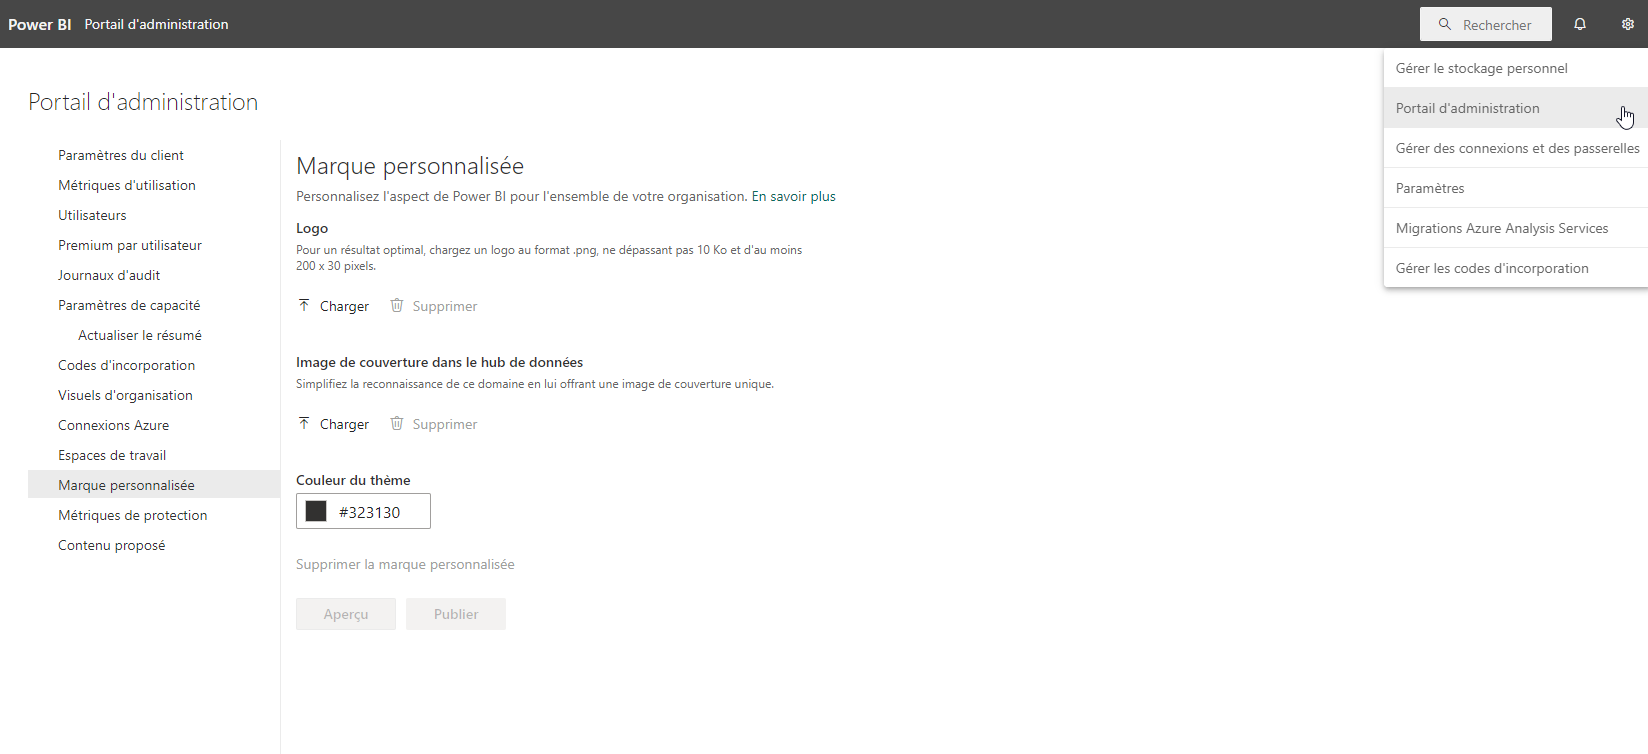 Power BI Portail d'administration
Rechercher
Gérer le stockage personnel
Portail d'administration
Gérer des connexions et des passerelles
Paramètres
Migrations Azure Analysis Services
Gérer les codes d'incorporation
Portail d'administration
Paramètres du client
Métriques d'utilisation
Utilisateurs
Premium par utilisateur
Journaux d'audit
Paramètres de capacité
Actualiser le résumé
Codes d'incorporation
Visuels d'organisation
Connexions Azure
Espaces de travail
Marque personnalisée
Métriques de protection
Contenu proposé
Marque personnalisée
Personnalisez l'aspect de Power BI pour l'ensemble de votre organisation. En savoir plus
Logo
Pour un résultat optimal, chargez un logo au format .png, ne dépassant pas 10 Ko et d'au moins
200 x 30 pixels.
Charger Supprimer
Image de couverture dans le hub de données
Simplifiez la reconnaissance de ce domaine en lui offrant une image de couverture unique.
Charger Supprimer
Couleur du thème
#323130
Supprimer la marque personnalisée
Aperçu Publier